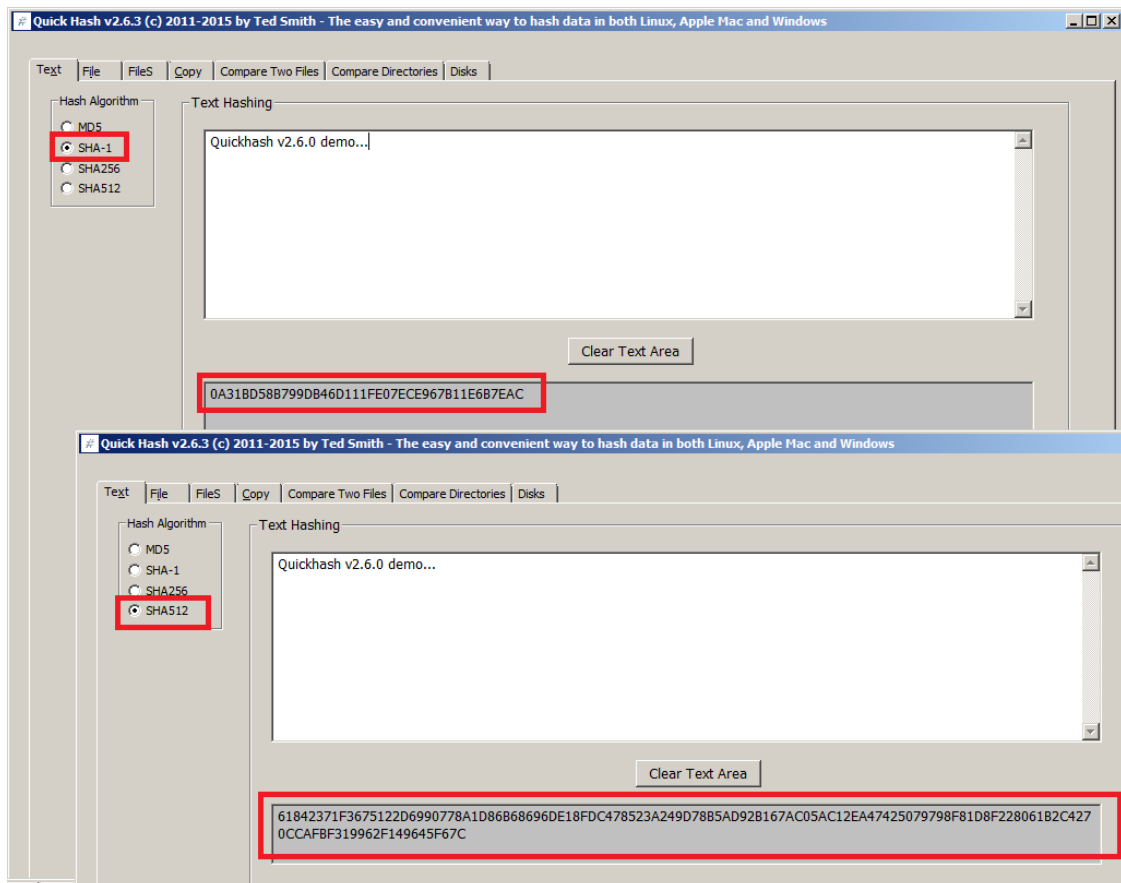 Quick Hash v2.6.3 (c) 2011-2015 by Ted Smith - The easy and convenient way to hash data in both Linux, Apple Mac and Windows
Text File FileS Copy Compare Two Files Compare Directories Disks
Hash Algorithm
MD5
SHA-1
SHA256
SHA512
Text Hashing
Quickhash v2.6.0 demo...
Clear Text Area
0A31BD58B799DB46D111FE07ECE967B11E6B7EAC
Quick Hash v2.6.3 (c) 2011-2015 by Ted Smith - The easy and convenient way to hash data in both Linux, Apple Mac and Windows
Text File FileS Copy Compare Two Files Compare Directories Disks
Hash Algorithm
MD5
SHA-1
SHA256
SHA512
Text Hashing
Quickhash v2.6.0 demo...
Clear Text Area
61842371F3675122D6990778A1D86B68696DE18FDC478523A249D78B5AD92B167AC05AC12EA47425079798F81D8F228061B2C427
0CCAFBF319962F149645F67C